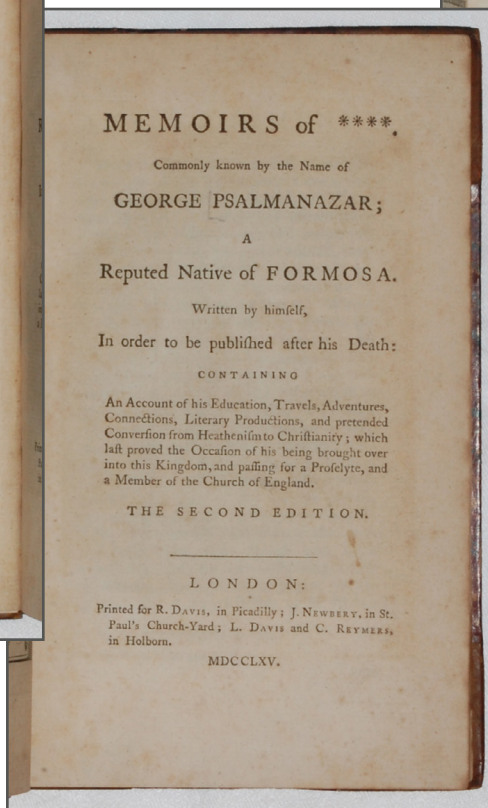 MEMOIRS of ****.
Commonly known by the Name of
GEORGE PSALMANAZAR;
A
Reputed Native of FORMOSA.
Written by himſelf,
In order to be publiſhed after his Death:
CONTAINING
An Account of his Education, Travels, Adventures,
Connections, Literary Productions, and pretended
Converſion from Heatheniſm to Chriſtianity; which
laſt proved the Occaſion of his being brought over
into this Kingdom, and paſſing for a Proſelyte, and
a Member of the Church of England.
THE SECOND EDITION.
LONDON:
Printed for R. DAVIS, in Picadilly; J. NEWBERY, in St.
Paul's Church-Yard; L. DAVIS and C. REYMERS,
in Holborn.
MDCCLXV.